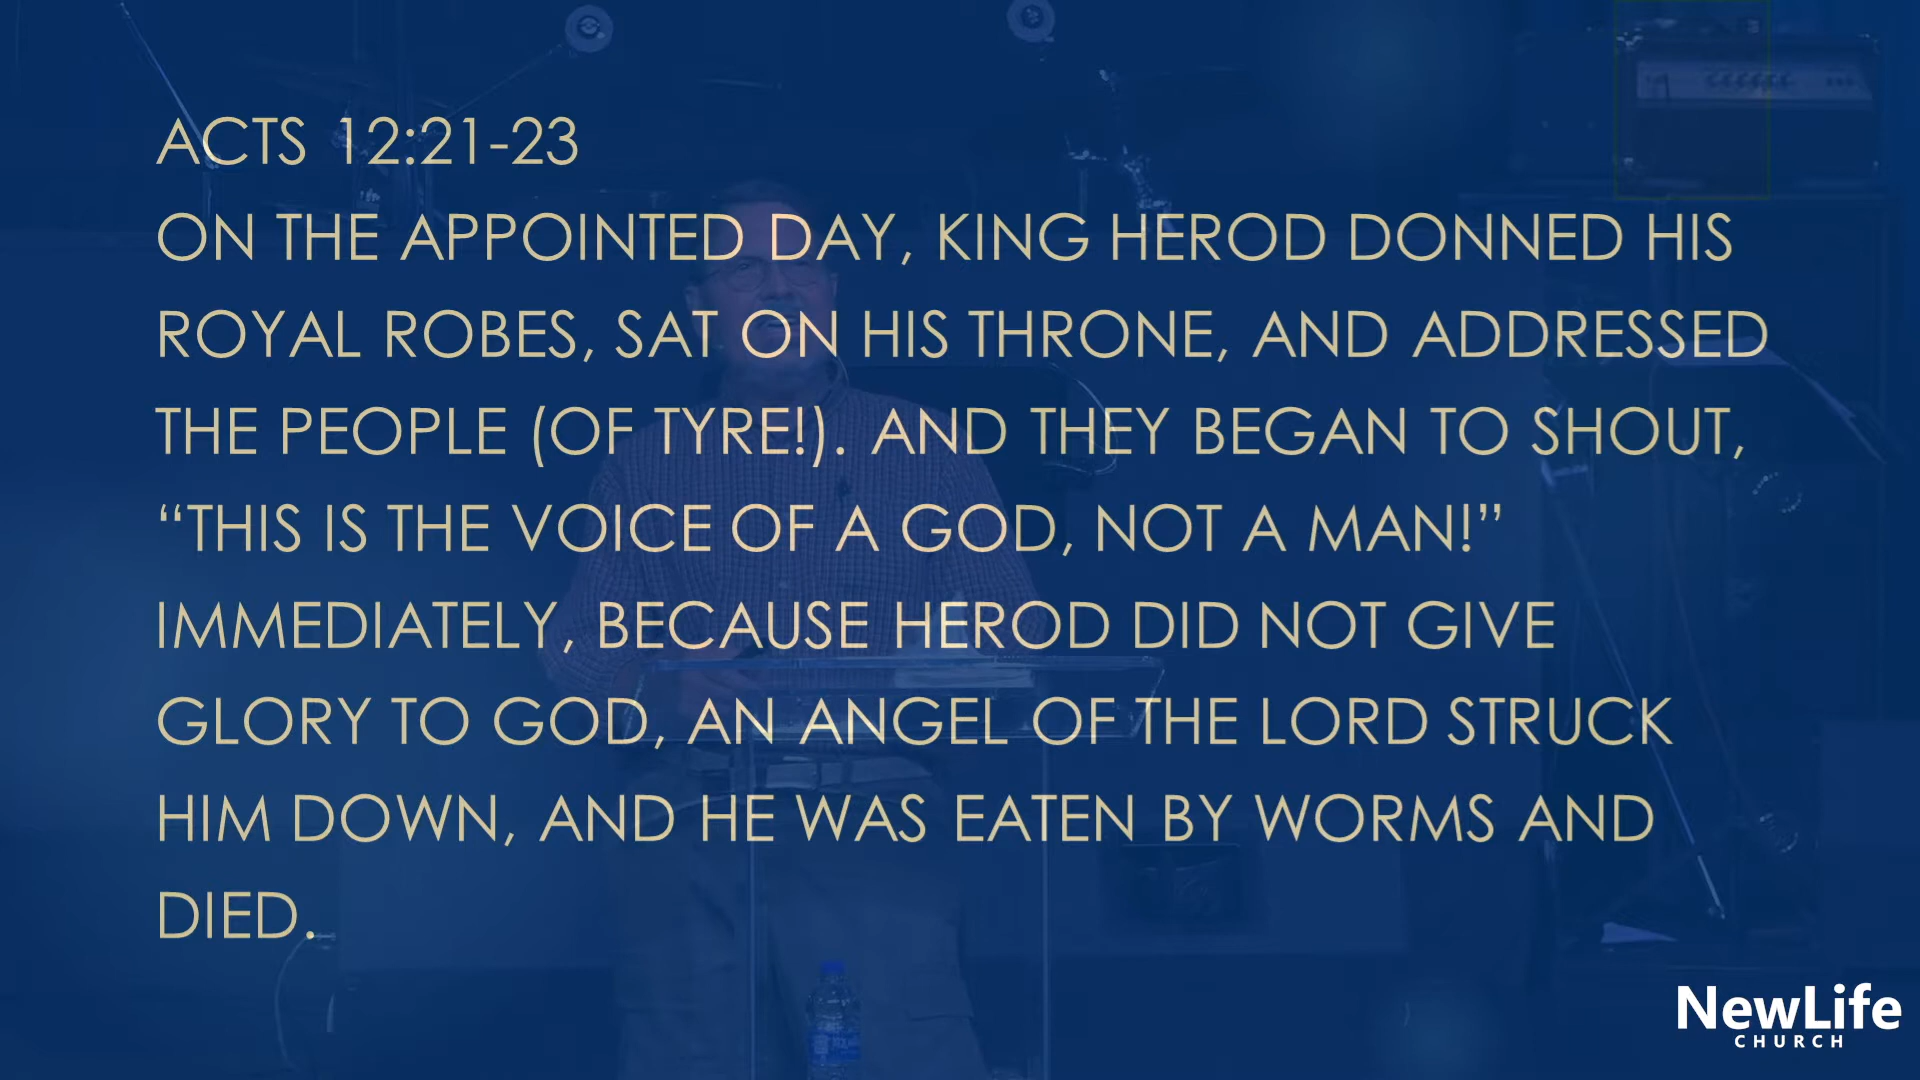 ACTS 12:21-23
ON THE APPOINTED DAY, KING HEROD DONNED HIS
ROYAL ROBES, SAT ON HIS THRONE, AND ADDRESSED
THE PEOPLE (OF TYRE!). AND THEY BEGAN TO SHOUT,
“THIS IS THE VOICE OF A GOD, NOT A MAN!”
IMMEDIATELY, BECAUSE HEROD DID NOT GIVE
GLORY TO GOD, AN ANGEL OF THE LORD STRUCK
HIM DOWN, AND HE WAS EATEN BY WORMS AND
DIED.
NewLife
CHURCH